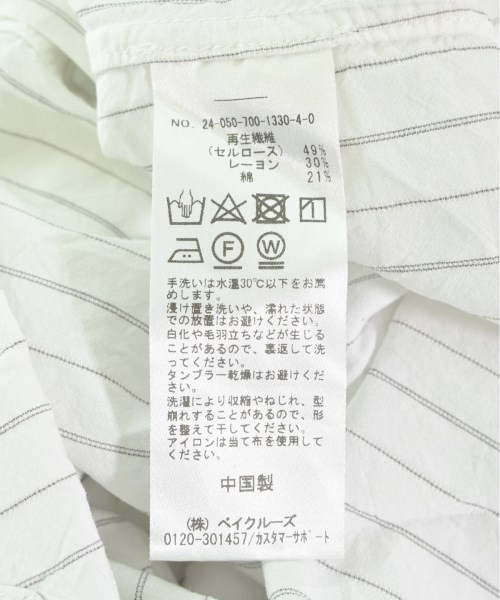 NO. 24-050-700-1330-4-0
再生繊維
(セルロース) 49%
レーヨン 30%
綿 21%
F W
手洗いは水温30℃以下をお薦
めします。
浸け置き洗いや、濡れた状態
での放置はお避けください。
白化や毛羽立ちなどが生じる
ことがあるので、裏返して洗
ってください。
タンブラー乾燥はお避けくだ
さい。
洗濯により収縮やねじれ、型
崩れすることがあるので、形
を整えて干してください。
アイロンは当て布を使用して
ください。
中国製
(株) ベイクルーズ
0120-301457/カスタマーサポート